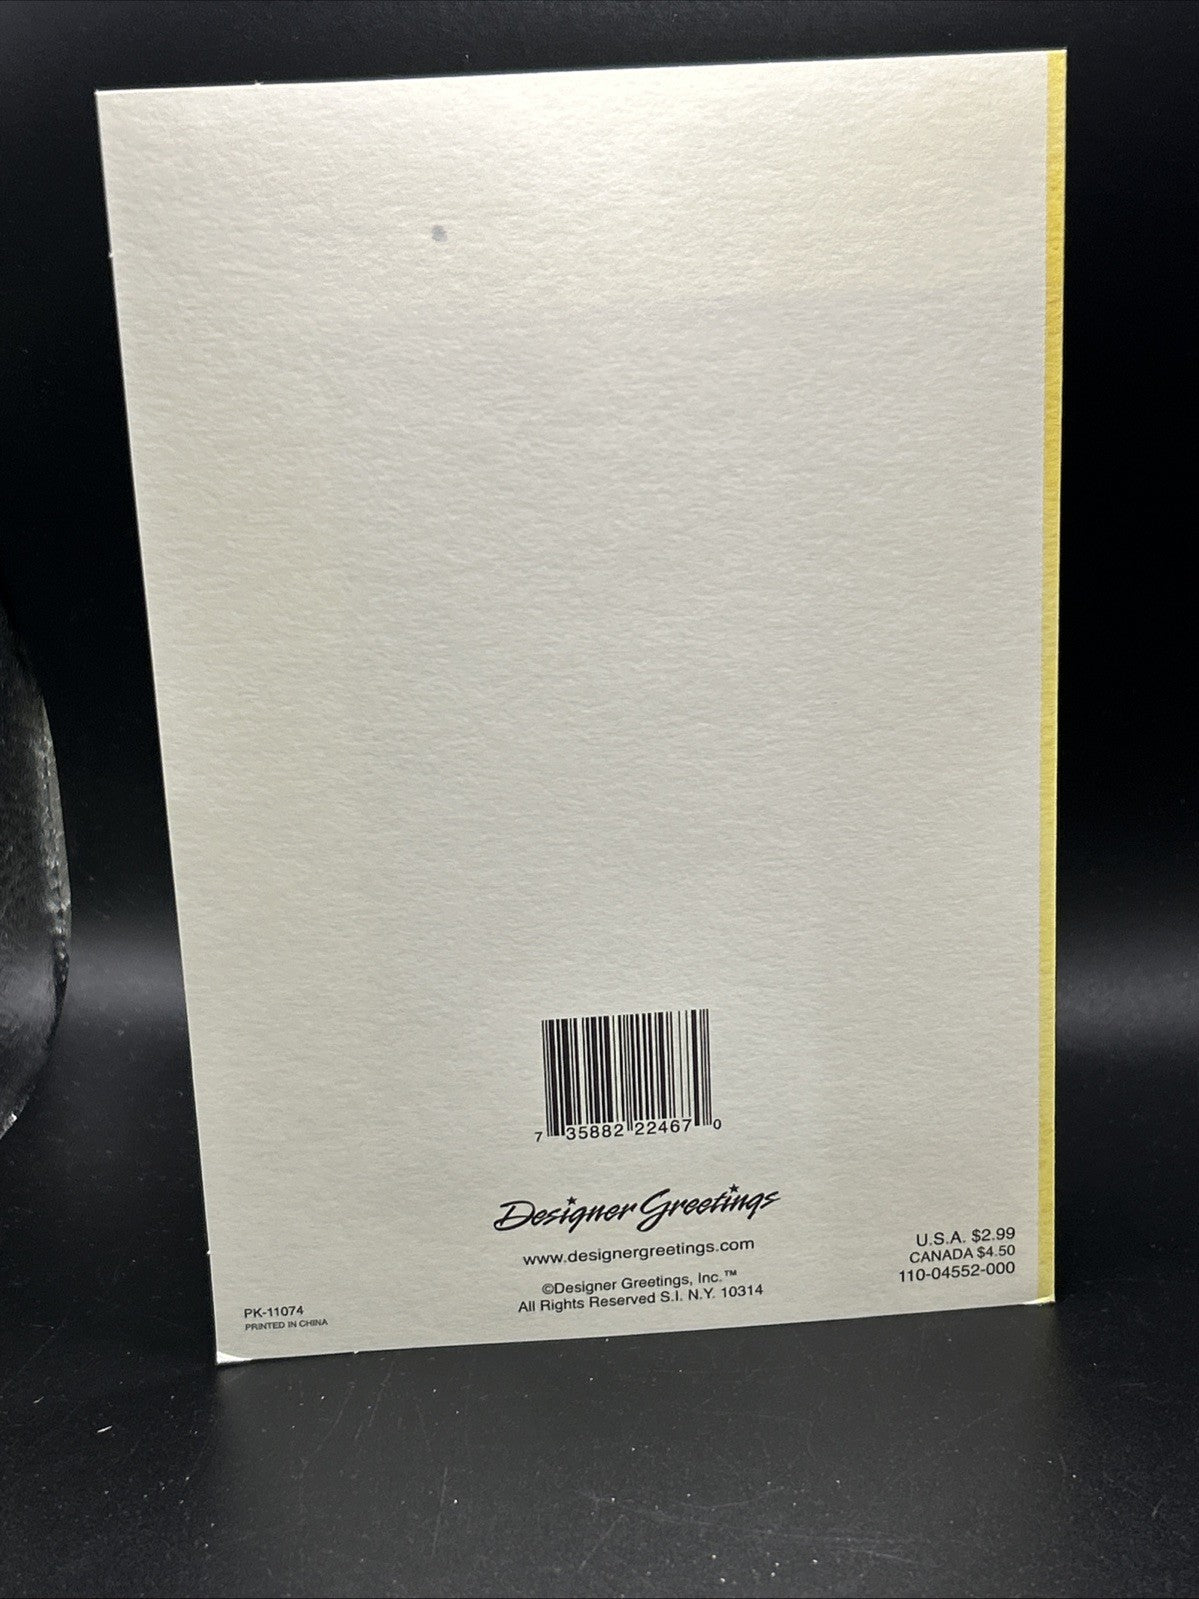 7 35882 22467 0
Designer Greetings
www.designergreetings.com
©Designer Greetings, Inc.™
All Rights Reserved S.I. N.Y. 10314
U.S.A. $2.99
CANADA $4.50
110-04552-000
PK-11074
PRINTED IN CHINA